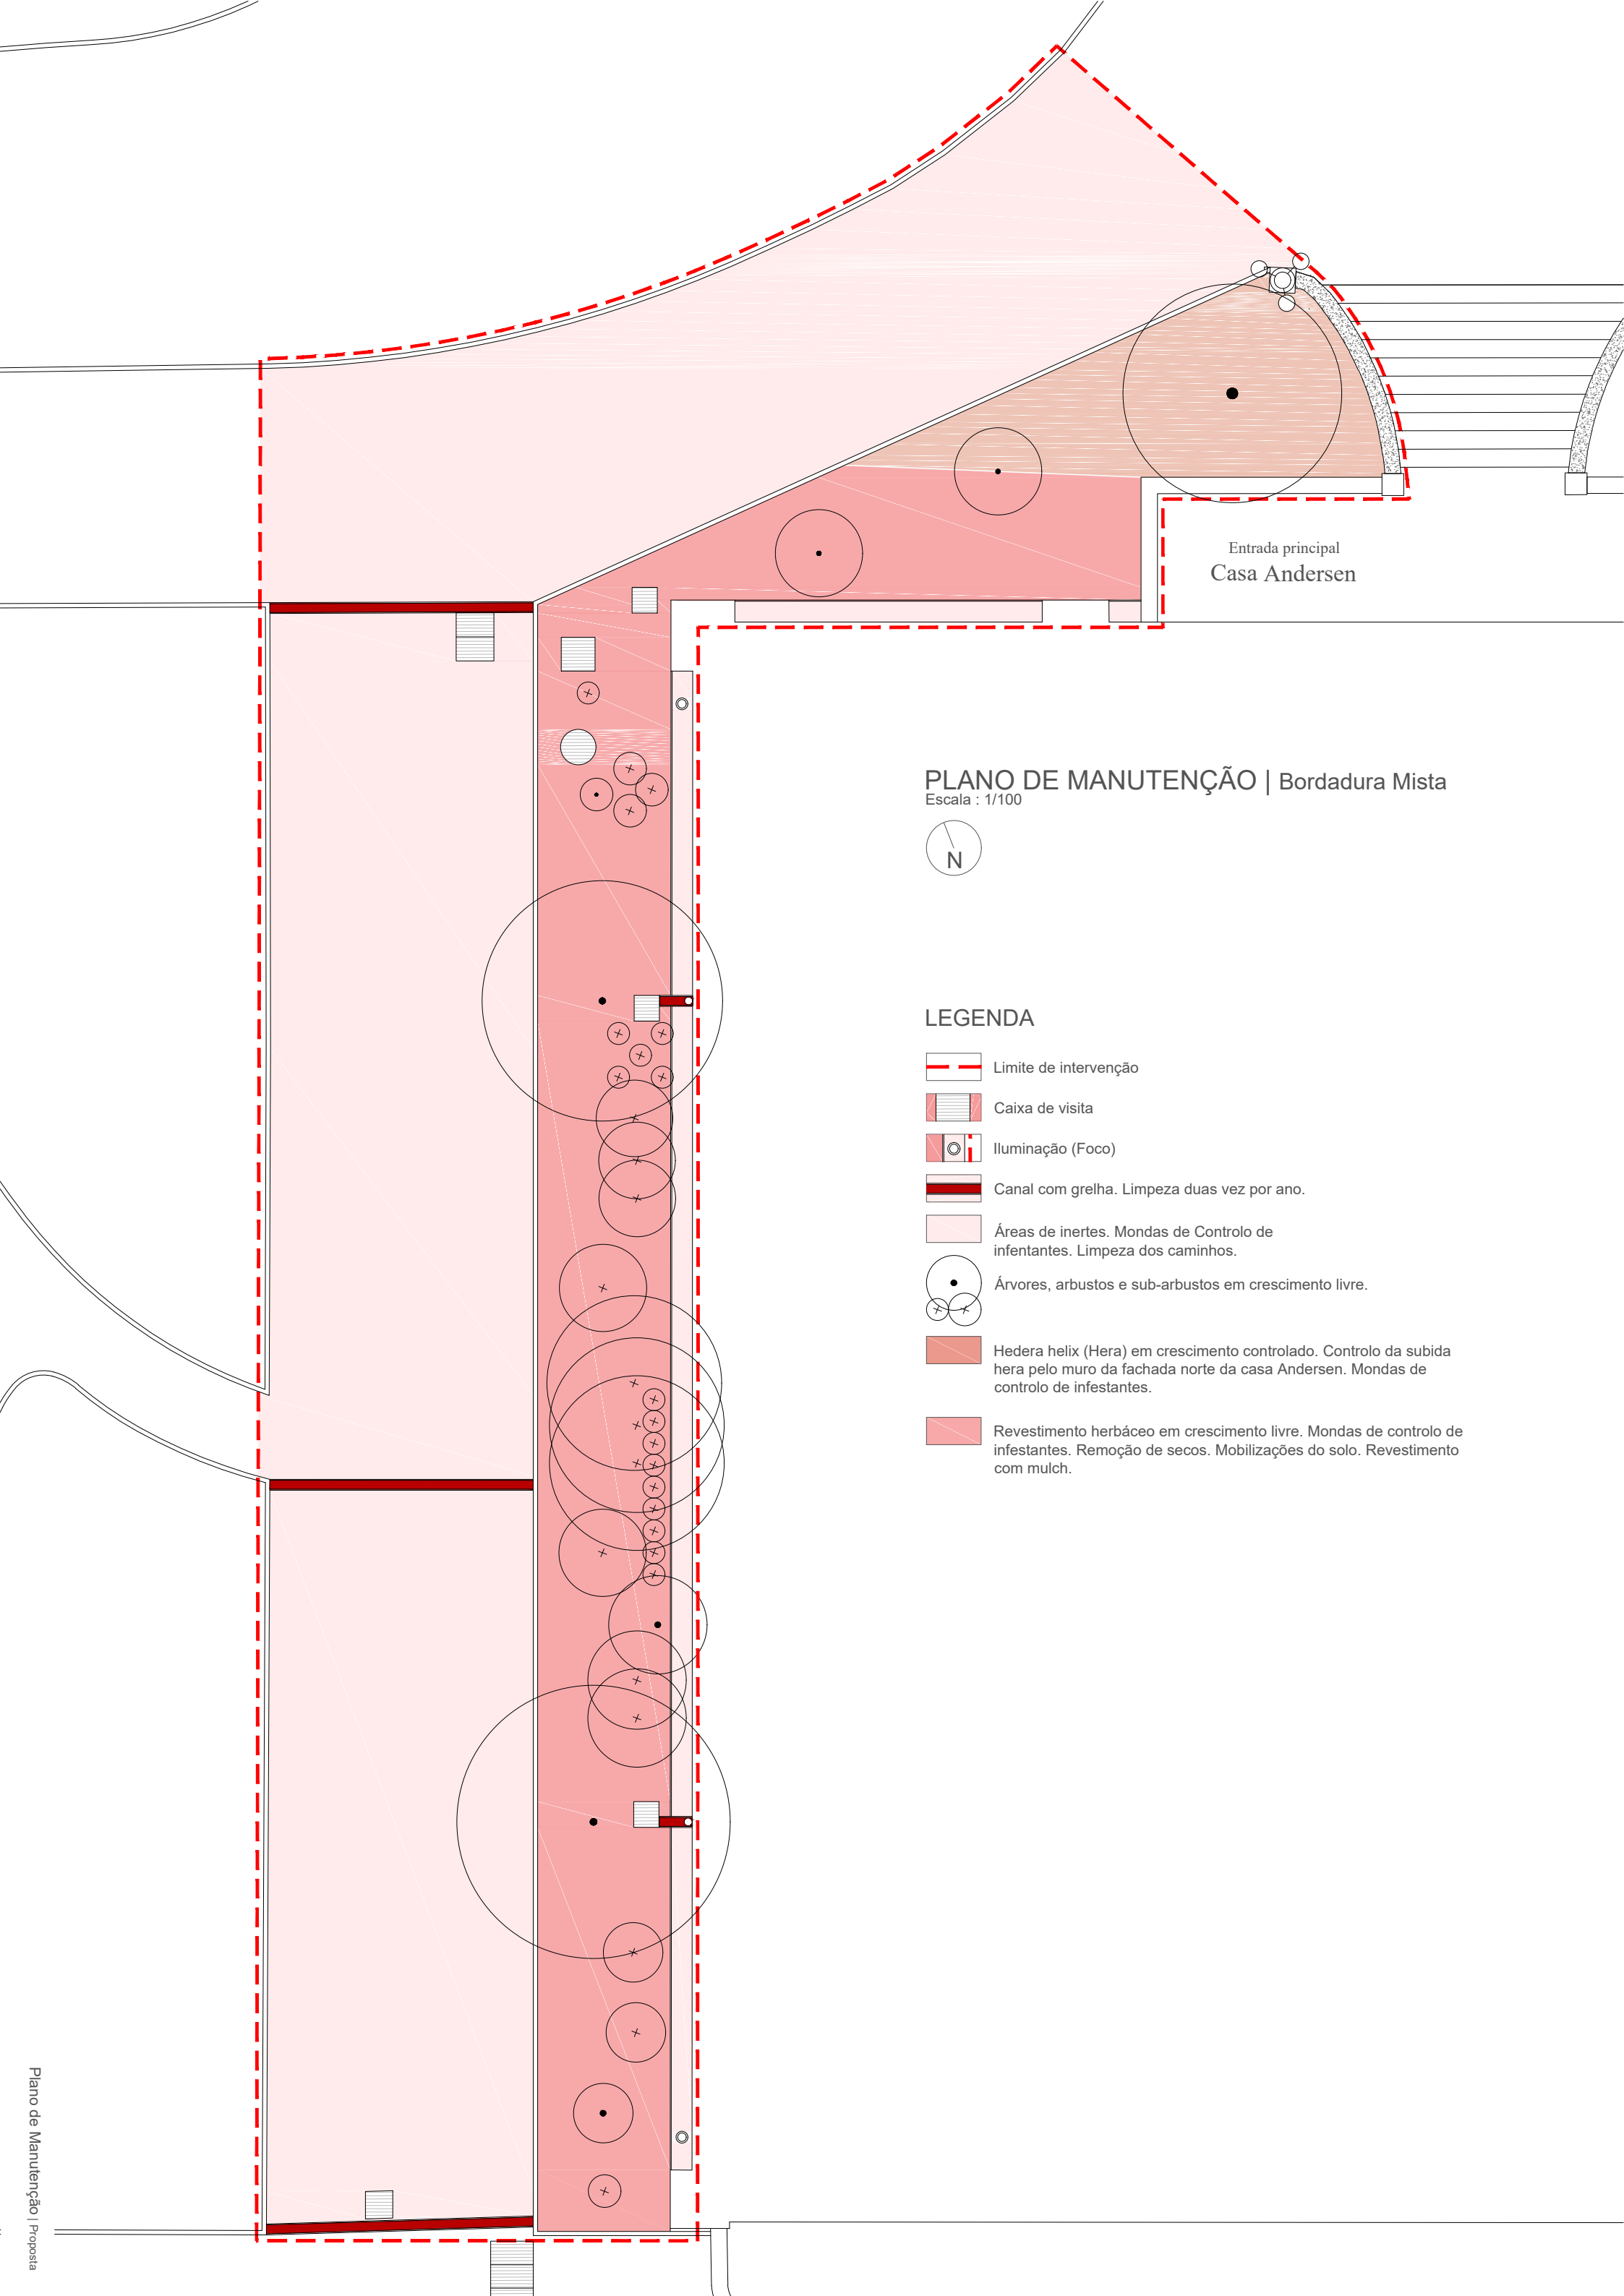 Entrada principal
Casa Andersen
PLANO DE MANUTENÇÃO | Bordadura Mista
Escala : 1/100
N
LEGENDA
Limite de intervenção
Caixa de visita
Iluminação (Foco)
Canal com grelha. Limpeza duas vez por ano.
Áreas de inertes. Mondas de Controlo de
infentantes. Limpeza dos caminhos.
Árvores, arbustos e sub-arbustos em crescimento livre.
Hedera helix (Hera) em crescimento controlado. Controlo da subida
hera pelo muro da fachada norte da casa Andersen. Mondas de
controlo de infestantes.
Revestimento herbáceo em crescimento livre. Mondas de controlo de
infestantes. Remoção de secos. Mobilizações do solo. Revestimento
com mulch.
Plano de Manutenção | Proposta